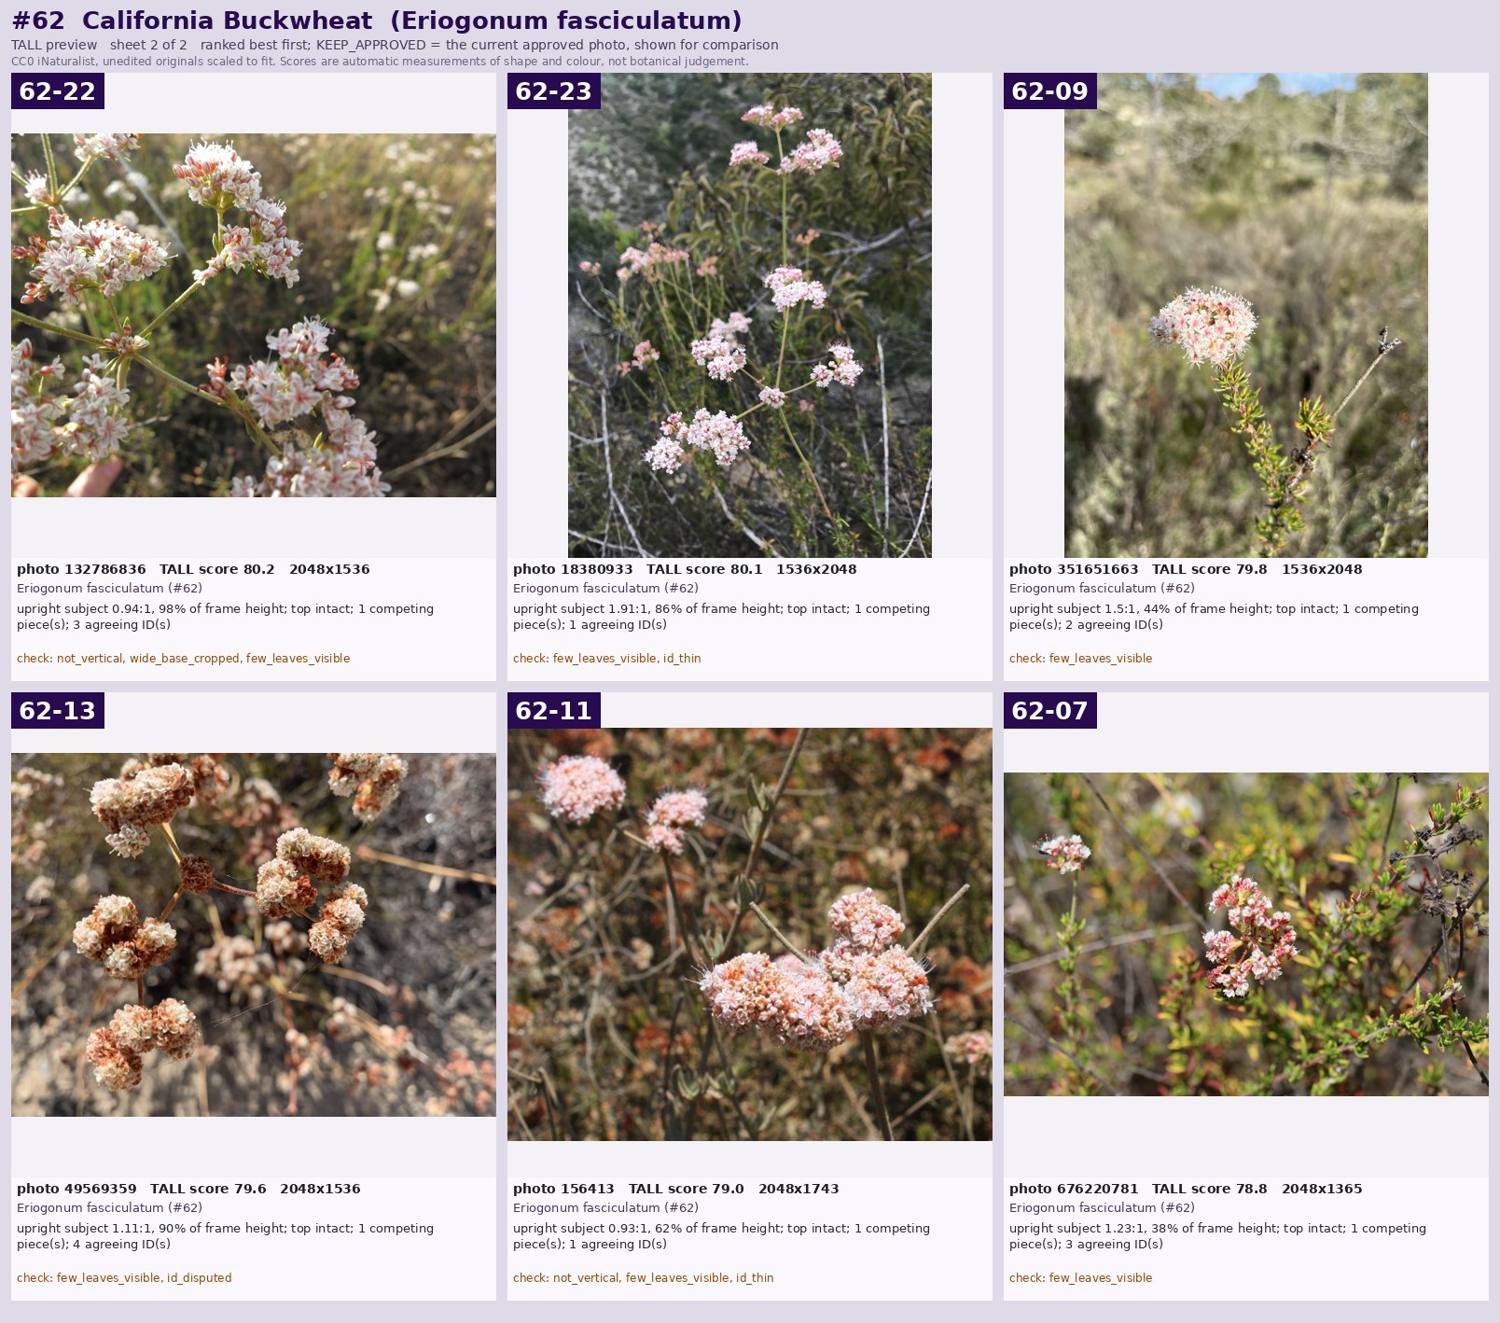 #62  California Buckwheat  (Eriogonum fasciculatum)
TALL preview   sheet 2 of 2   ranked best first; KEEP_APPROVED = the current approved photo, shown for comparison
CC0 iNaturalist, unedited originals scaled to fit. Scores are automatic measurements of shape and colour, not botanical judgement.
62-22
photo 132786836   TALL score 80.2   2048x1536
Eriogonum fasciculatum (#62)
upright subject 0.94:1, 98% of frame height; top intact; 1 competing
piece(s); 3 agreeing ID(s)
check: not_vertical, wide_base_cropped, few_leaves_visible
62-23
photo 18380933   TALL score 80.1   1536x2048
Eriogonum fasciculatum (#62)
upright subject 1.91:1, 86% of frame height; top intact; 1 competing
piece(s); 1 agreeing ID(s)
check: few_leaves_visible, id_thin
62-09
photo 351651663   TALL score 79.8   1536x2048
Eriogonum fasciculatum (#62)
upright subject 1.5:1, 44% of frame height; top intact; 1 competing
piece(s); 2 agreeing ID(s)
check: few_leaves_visible
62-13
photo 49569359   TALL score 79.6   2048x1536
Eriogonum fasciculatum (#62)
upright subject 1.11:1, 90% of frame height; top intact; 1 competing
piece(s); 4 agreeing ID(s)
check: few_leaves_visible, id_disputed
62-11
photo 156413   TALL score 79.0   2048x1743
Eriogonum fasciculatum (#62)
upright subject 0.93:1, 62% of frame height; top intact; 1 competing
piece(s); 1 agreeing ID(s)
check: not_vertical, few_leaves_visible, id_thin
62-07
photo 676220781   TALL score 78.8   2048x1365
Eriogonum fasciculatum (#62)
upright subject 1.23:1, 38% of frame height; top intact; 1 competing
piece(s); 3 agreeing ID(s)
check: few_leaves_visible